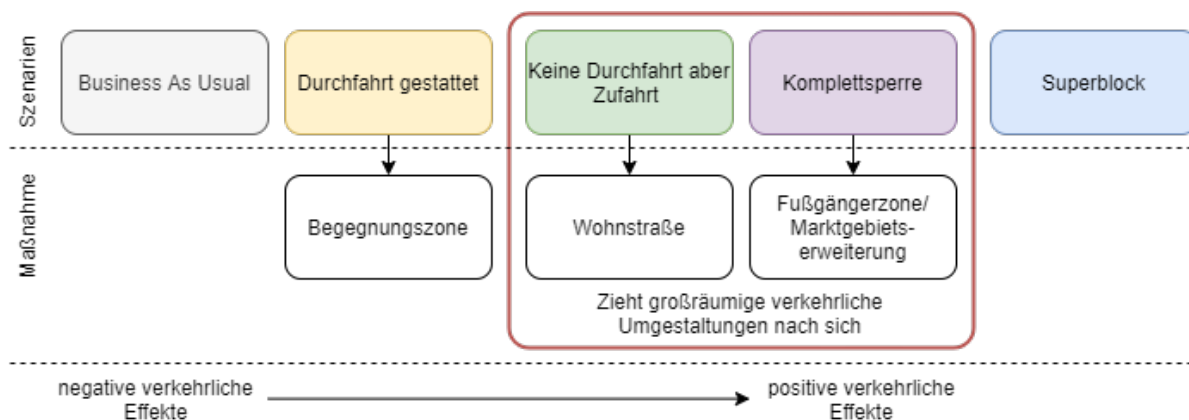 Szenarien
Business As Usual
Durchfahrt gestattet
Keine Durchfahrt aber
Zufahrt
Komplettsperre
Superblock
Maßnahme
Begegnungszone
Wohnstraße
Fußgängerzone/
Marktgebiets-
erweiterung
Zieht großräumige verkehrliche
Umgestaltungen nach sich
negative verkehrliche
Effekte
positive verkehrliche
Effekte